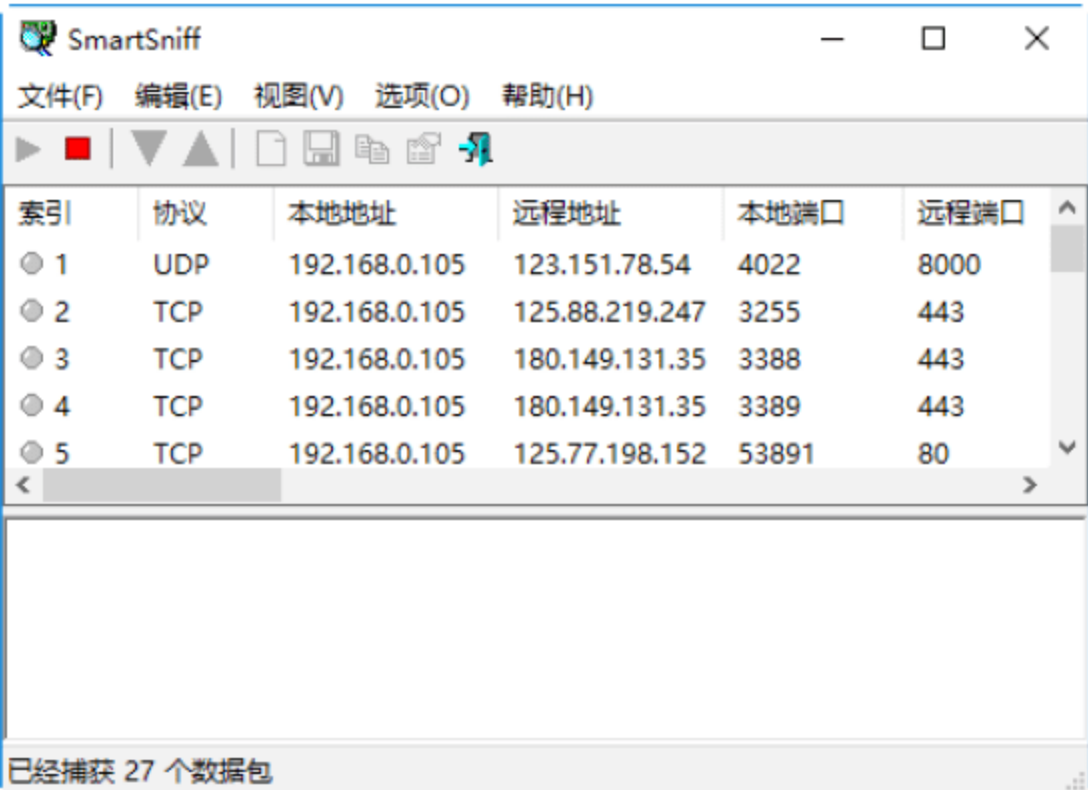 SmartSniff
文件(F) 编辑(E) 视图(V) 选项(O) 帮助(H)
索引 协议 本地地址 远程地址 本地端口 远程端口
1 UDP 192.168.0.105 123.151.78.54 4022 8000
2 TCP 192.168.0.105 125.88.219.247 3255 443
3 TCP 192.168.0.105 180.149.131.35 3388 443
4 TCP 192.168.0.105 180.149.131.35 3389 443
5 TCP 192.168.0.105 125.77.198.152 53891 80
已经捕获 27 个数据包